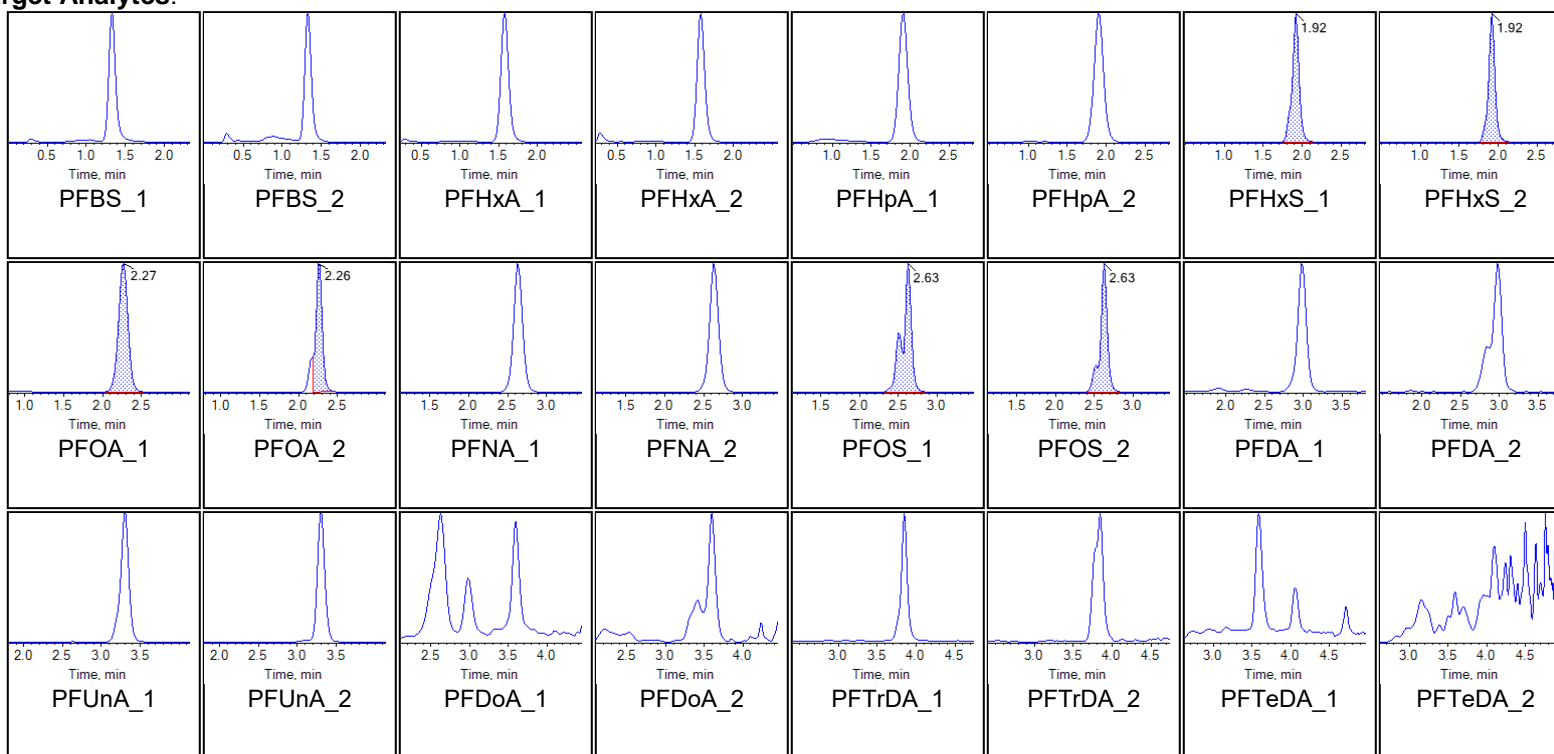 arget Analytes:
1.92 1.92
0.5 1.0 1.5 2.0 0.5 1.0 1.5 2.0 0.5 1.0 1.5 2.0 0.5 1.0 1.5 2.0 1.0 1.5 2.0 2.5 1.0 1.5 2.0 2.5 1.0 1.5 2.0 2.5 1.0 1.5 2.0 2.5
Time, min Time, min Time, min Time, min Time, min Time, min Time, min Time, min
PFBS_1 PFBS_2 PFHxA_1 PFHxA_2 PFHpA_1 PFHpA_2 PFHxS_1 PFHxS_2
2.27 2.26 2.63 2.63
1.0 1.5 2.0 2.5 1.0 1.5 2.0 2.5 1.5 2.0 2.5 3.0 1.5 2.0 2.5 3.0 1.5 2.0 2.5 3.0 1.5 2.0 2.5 3.0 2.0 2.5 3.0 3.5 2.0 2.5 3.0 3.5
Time, min Time, min Time, min Time, min Time, min Time, min Time, min Time, min
PFOA_1 PFOA_2 PFNA_1 PFNA_2 PFOS_1 PFOS_2 PFDA_1 PFDA_2
2.0 2.5 3.0 3.5 2.0 2.5 3.0 3.5 2.5 3.0 3.5 4.0 2.5 3.0 3.5 4.0 3.0 3.5 4.0 4.5 3.0 3.5 4.0 4.5 3.0 3.5 4.0 4.5 3.0 3.5 4.0 4.5
Time, min Time, min Time, min Time, min Time, min Time, min Time, min Time, min
PFUnA_1 PFUnA_2 PFDoA_1 PFDoA_2 PFTrDA_1 PFTrDA_2 PFTeDA_1 PFTeDA_2